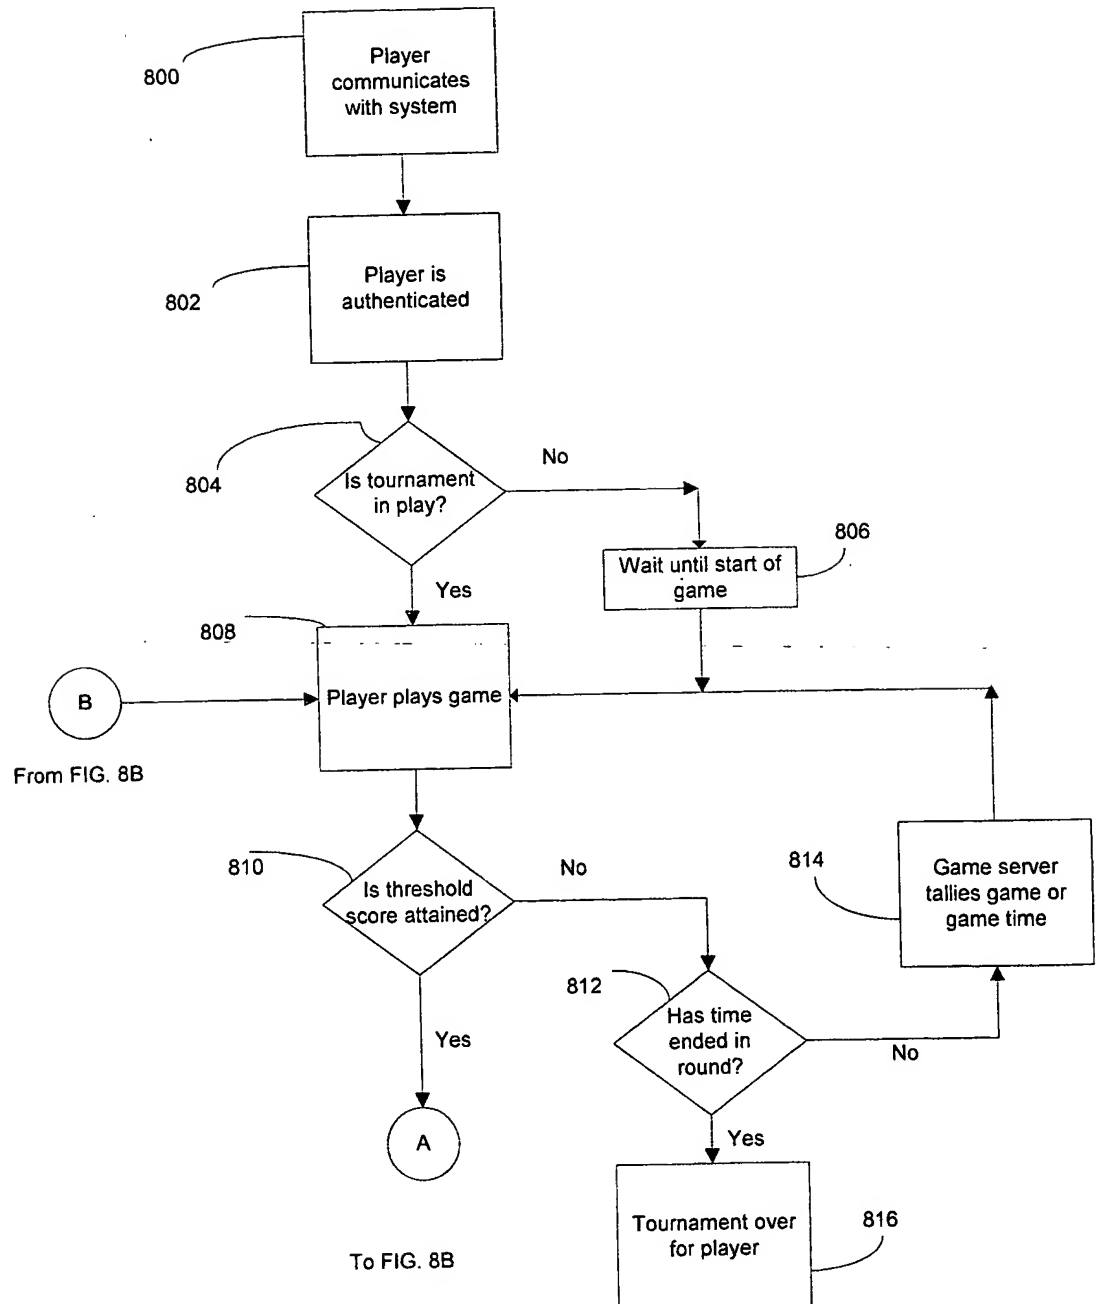 Player
communicates
with system
800
Player is
authenticated
802
Is tournament
in play?
804
No
Yes
Wait until start of
game
806
808
Player plays game
B
From FIG. 8B
810
Is threshold
score attained?
No
Yes
814
Game server
tallies game or
game time
812
Has time
ended in
round?
No
Yes
A
To FIG. 8B
Tournament over
for player
816